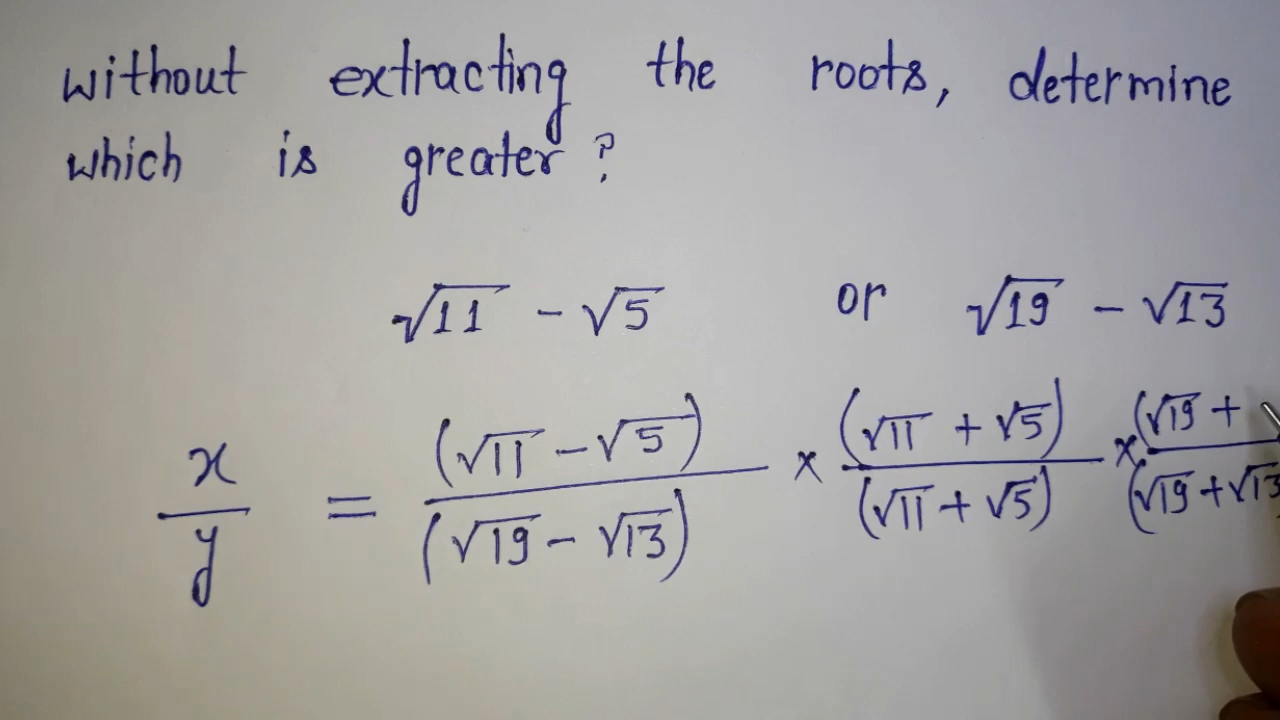 without extracting the roots, determine
which is greater?
√11 - √5 or √19 - √13
x/y = (√11 - √5)/(√19 - √13) × (√11 + √5)/(√11 + √5) × (√19 + /(√19 + √13